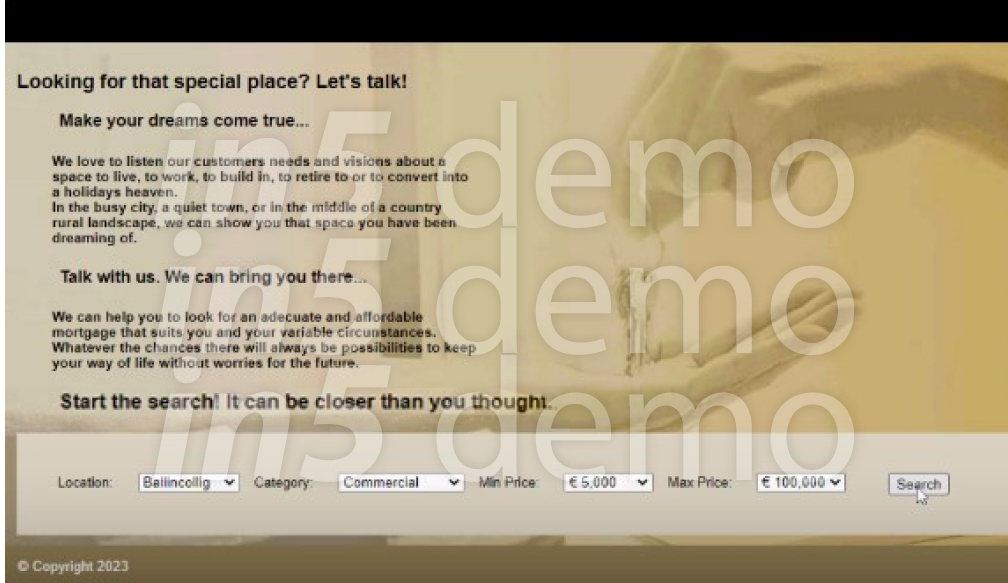 Looking for that special place? Let's talk!
Make your dreams come true...
We love to listen our customers needs and visions about a
space to live, to work, to build in, to retire to or to convert into
a holidays heaven.
In the busy city, a quiet town, or in the middle of a country
rural landscape, we can show you that space you have been
dreaming of.
Talk with us. We can bring you there...
We can help you to look for an adecuate and affordable
mortgage that suits you and your variable circunstances.
Whatever the chances there will always be possibilities to keep
your way of life without worries for the future.
Start the search! It can be closer than you thought..
Location: Ballincollig Category: Commercial Min Price: € 5,000 Max Price: € 100,000 Search
© Copyright 2023
in5 demo
in5 demo
in5 demo